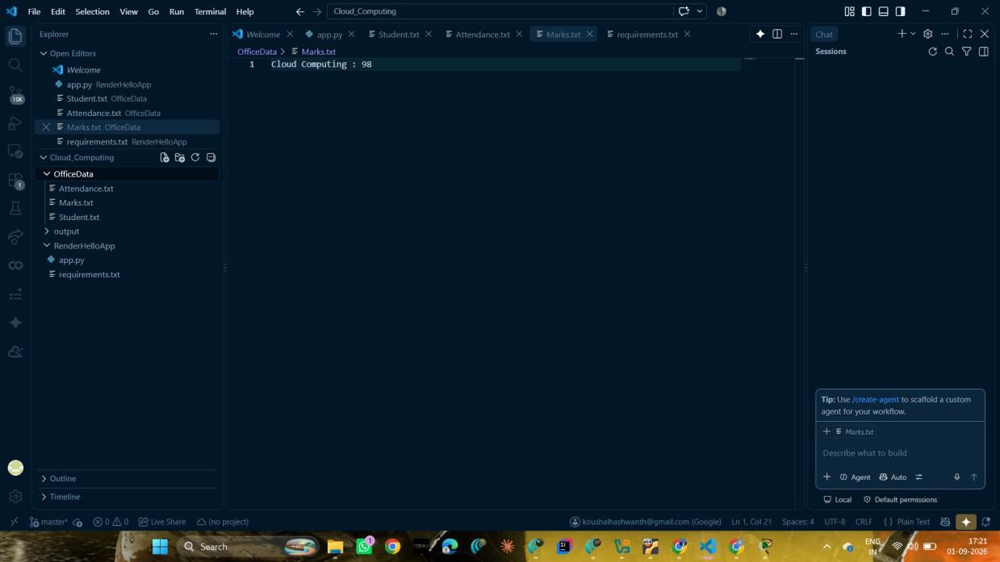 File Edit Selection View Go Run Terminal Help
Cloud_Computing
Explorer
Open Editors
Welcome
app.py RenderHelloApp
Student.txt OfficeData
Attendance.txt OfficeData
Marks.txt OfficeData
requirements.txt RenderHelloApp
Cloud_Computing
OfficeData
Attendance.txt
Marks.txt
Student.txt
output
RenderHelloApp
app.py
requirements.txt
Outline
Timeline
10K
1
Welcome app.py Student.txt Attendance.txt Marks.txt requirements.txt
OfficeData > Marks.txt
1 Cloud Computing : 98
Chat
Sessions
Tip: Use /create-agent to scaffold a custom
agent for your workflow.
Marks.txt
Describe what to build
Agent Auto
Local Default permissions
master* 0 0 Live Share (no project) koushalhashwanth@gmail.com (Google) Ln 1, Col 21 Spaces: 4 UTF-8 CRLF { } Plain Text
Search
1
ENG
IN
17:21
01-09-2026